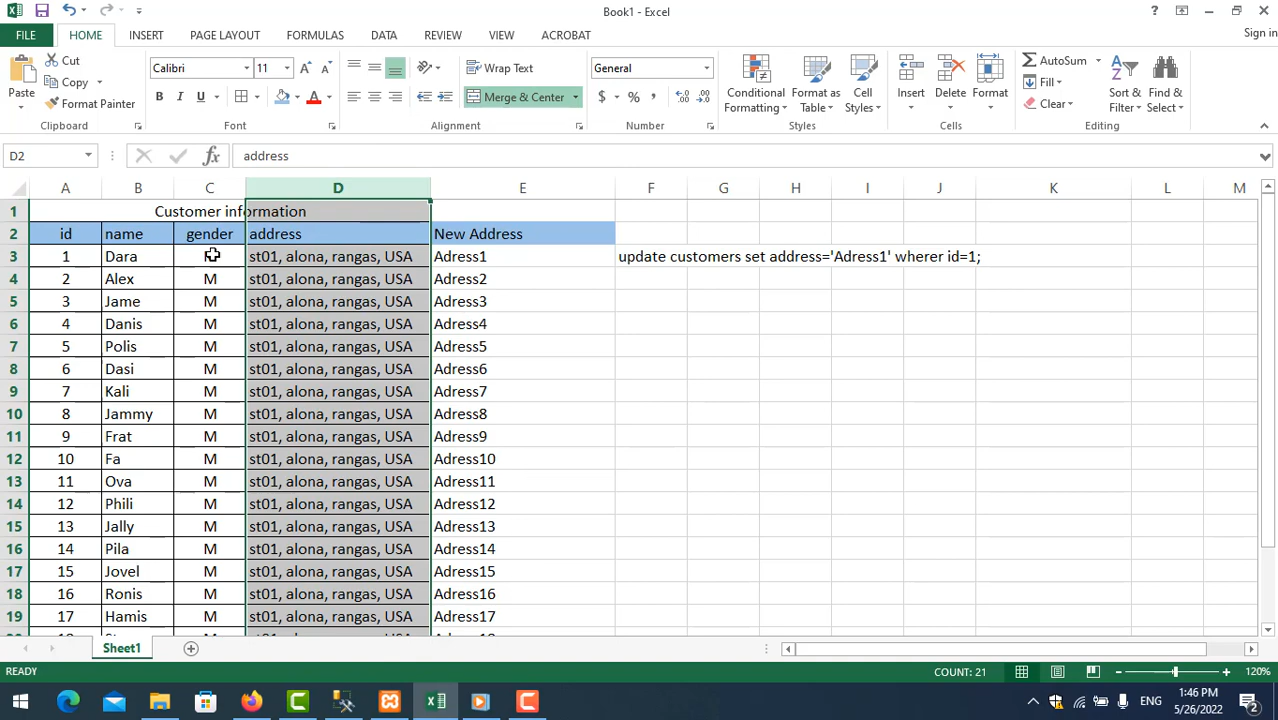 Book1 - Excel
FILE HOME INSERT PAGE LAYOUT FORMULAS DATA REVIEW VIEW ACROBAT Sign in
Paste Cut Copy Format Painter Clipboard
Calibri 11 B I U Font
Wrap Text Merge & Center Alignment
General $ % , Number
Conditional Formatting Format as Table Cell Styles Styles
Insert Delete Format Cells
AutoSum Fill Clear Sort & Filter Find & Select Editing
D2 fx address
A B C D E F G H I J K L M
1 Customer information
2 id name gender address New Address
3 1 Dara st01, alona, rangas, USA Adress1 update customers set address='Adress1' wherer id=1;
4 2 Alex M st01, alona, rangas, USA Adress2
5 3 Jame M st01, alona, rangas, USA Adress3
6 4 Danis M st01, alona, rangas, USA Adress4
7 5 Polis M st01, alona, rangas, USA Adress5
8 6 Dasi M st01, alona, rangas, USA Adress6
9 7 Kali M st01, alona, rangas, USA Adress7
10 8 Jammy M st01, alona, rangas, USA Adress8
11 9 Frat M st01, alona, rangas, USA Adress9
12 10 Fa M st01, alona, rangas, USA Adress10
13 11 Ova M st01, alona, rangas, USA Adress11
14 12 Phili M st01, alona, rangas, USA Adress12
15 13 Jally M st01, alona, rangas, USA Adress13
16 14 Pila M st01, alona, rangas, USA Adress14
17 15 Jovel M st01, alona, rangas, USA Adress15
18 16 Ronis M st01, alona, rangas, USA Adress16
19 17 Hamis M st01, alona, rangas, USA Adress17
Sheet1
READY COUNT: 21 120%
ENG 1:46 PM
5/26/2022 2